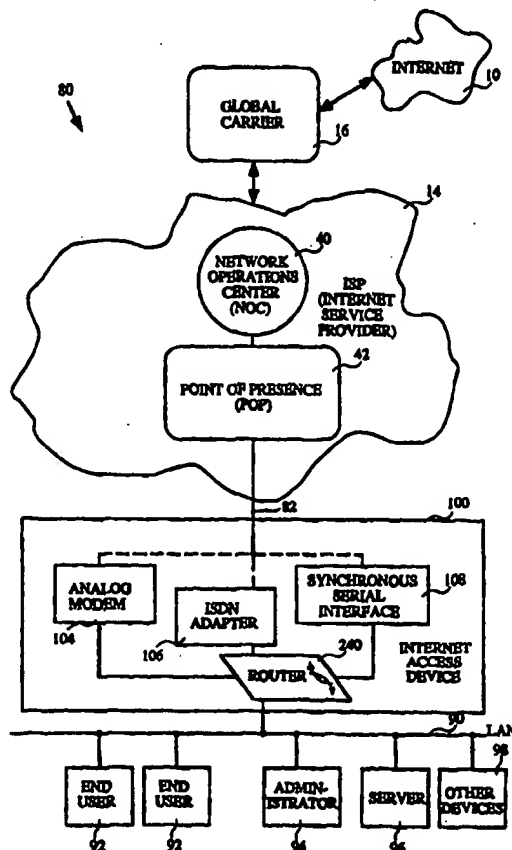 80
INTERNET
10
GLOBAL
CARRIER
16
14
40
NETWORK
OPERATIONS
CENTER
(NOC)
ISP
(INTERNET
SERVICE
PROVIDER)
42
POINT OF PRESENCE
(POP)
82
100
ANALOG
MODEM
104
ISDN
ADAPTER
106
SYNCHRONOUS
SERIAL
INTERFACE
108
240
ROUTER
INTERNET
ACCESS
DEVICE
90
LAN
98
END
USER
92
END
USER
92
ADMIN-
ISTRATOR
94
SERVER
96
OTHER
DEVICES